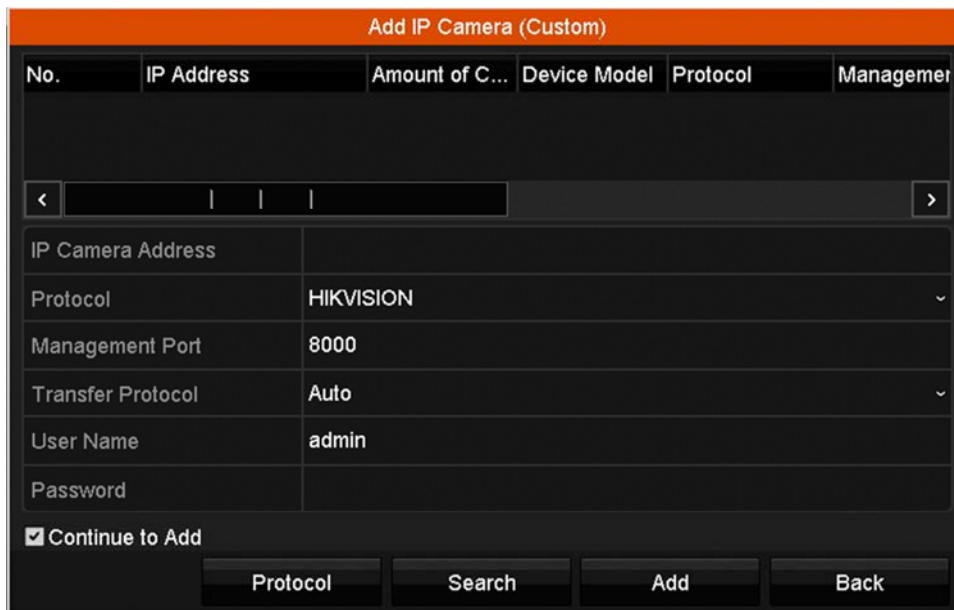 Add IP Camera (Custom)
No. IP Address Amount of C... Device Model Protocol Managemen
IP Camera Address
Protocol HIKVISION
Management Port 8000
Transfer Protocol Auto
User Name admin
Password
Continue to Add
Protocol Search Add Back